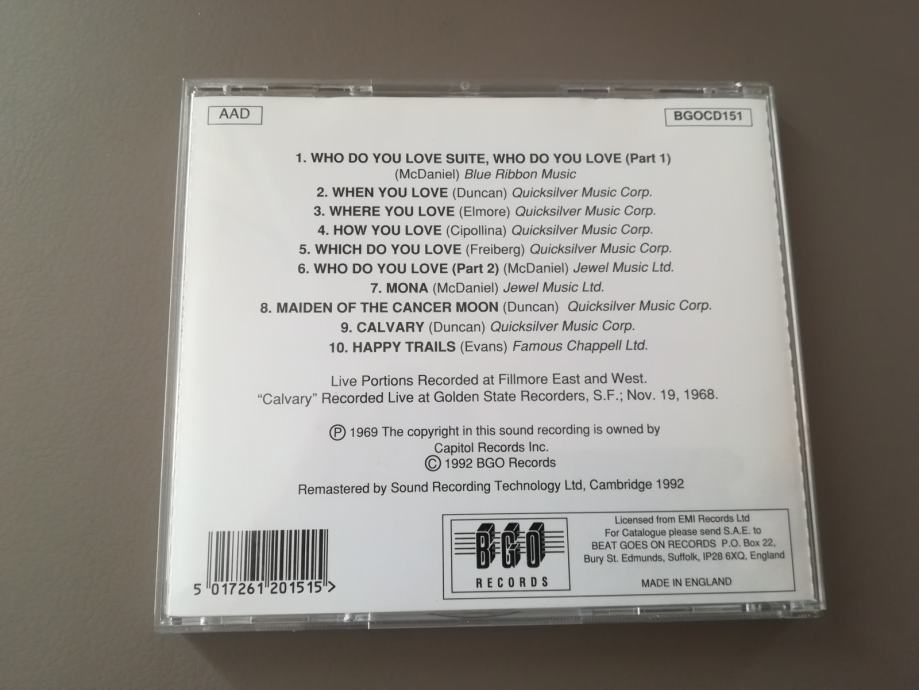 AAD
BGOCD151
1. WHO DO YOU LOVE SUITE, WHO DO YOU LOVE (Part 1)
(McDaniel) Blue Ribbon Music
2. WHEN YOU LOVE (Duncan) Quicksilver Music Corp.
3. WHERE YOU LOVE (Elmore) Quicksilver Music Corp.
4. HOW YOU LOVE (Cipollina) Quicksilver Music Corp.
5. WHICH DO YOU LOVE (Freiberg) Quicksilver Music Corp.
6. WHO DO YOU LOVE (Part 2) (McDaniel) Jewel Music Ltd.
7. MONA (McDaniel) Jewel Music Ltd.
8. MAIDEN OF THE CANCER MOON (Duncan) Quicksilver Music Corp.
9. CALVARY (Duncan) Quicksilver Music Corp.
10. HAPPY TRAILS (Evans) Famous Chappell Ltd.
Live Portions Recorded at Fillmore East and West.
“Calvary” Recorded Live at Golden State Recorders, S.F.; Nov. 19, 1968.
Ⓟ 1969 The copyright in this sound recording is owned by
Capitol Records Inc.
© 1992 BGO Records
Remastered by Sound Recording Technology Ltd, Cambridge 1992
5 017261 201515 >
BGO
RECORDS
Licensed from EMI Records Ltd
For Catalogue please send S.A.E. to
BEAT GOES ON RECORDS P.O. Box 22,
Bury St. Edmunds, Suffolk, IP28 6XQ, England
MADE IN ENGLAND